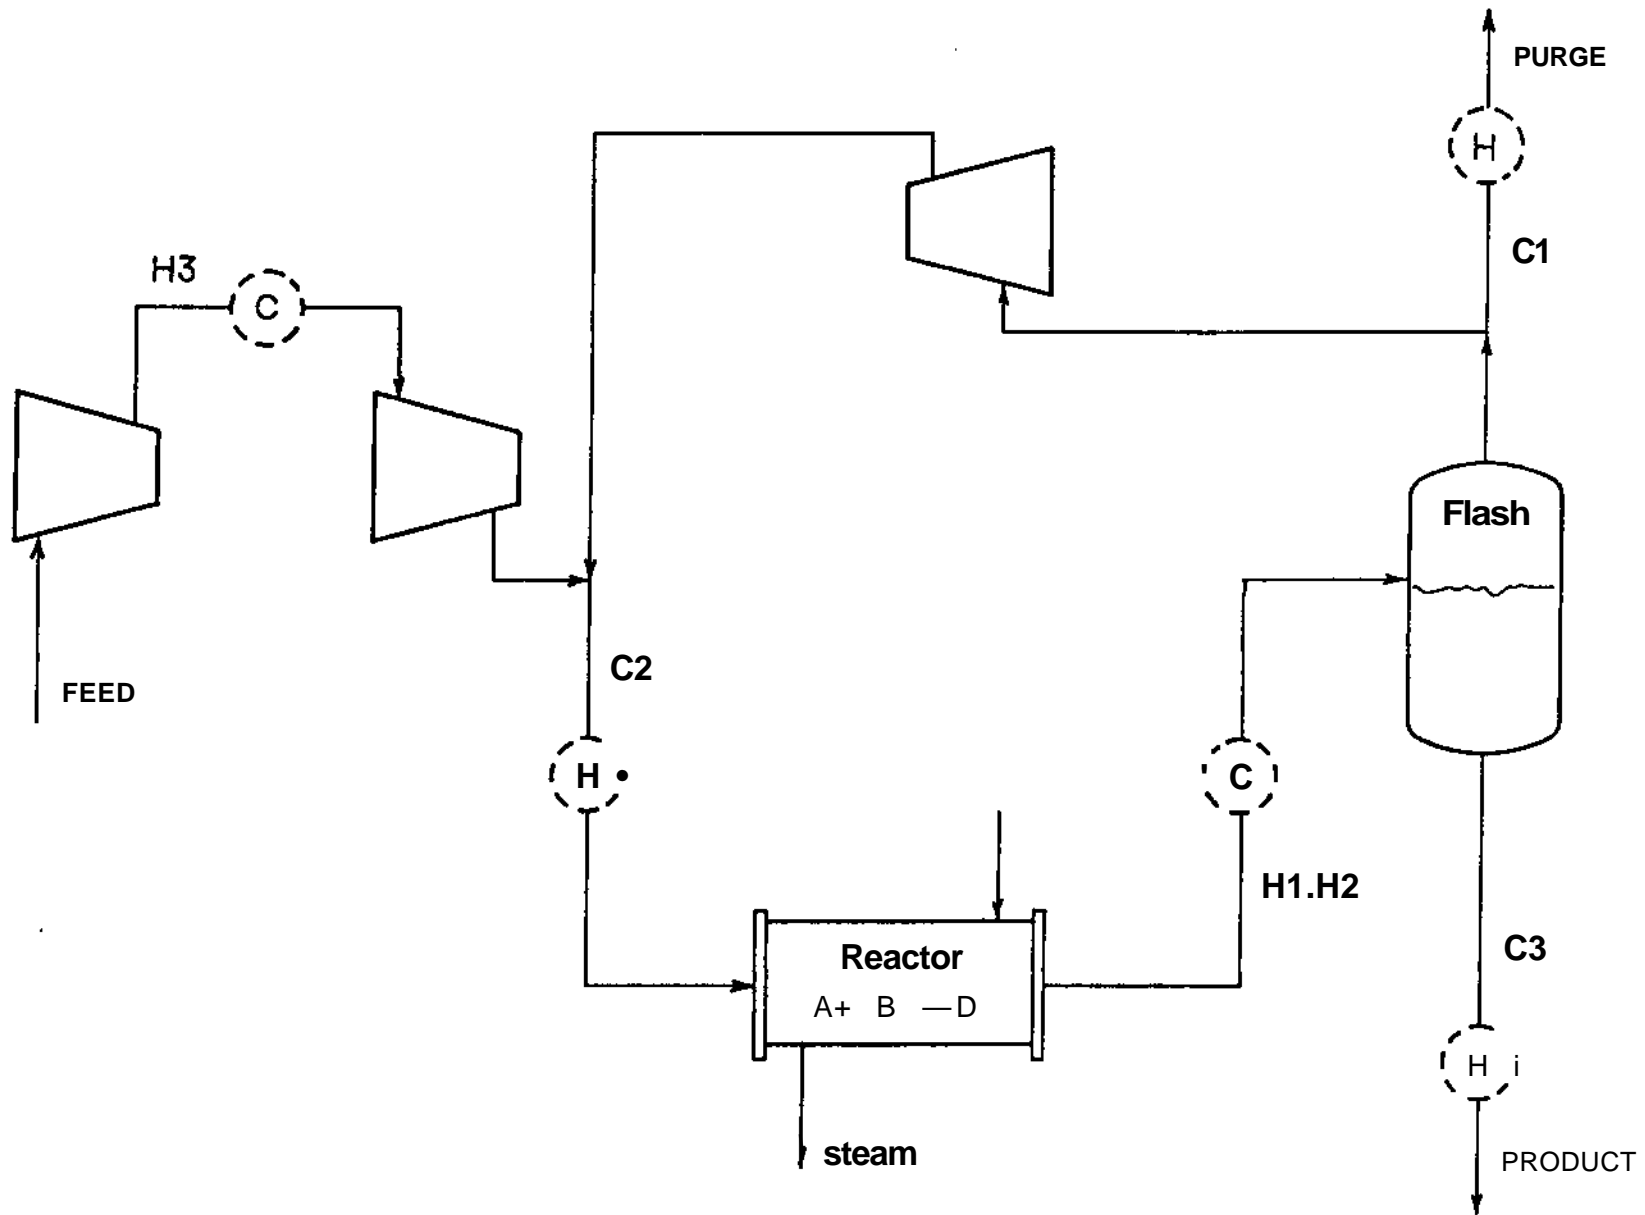 PURGE
H
C1
H3
C
Flash
C2
FEED
H •
C
H1.H2
Reactor
A+ B —D
C3
H i
steam
PRODUCT